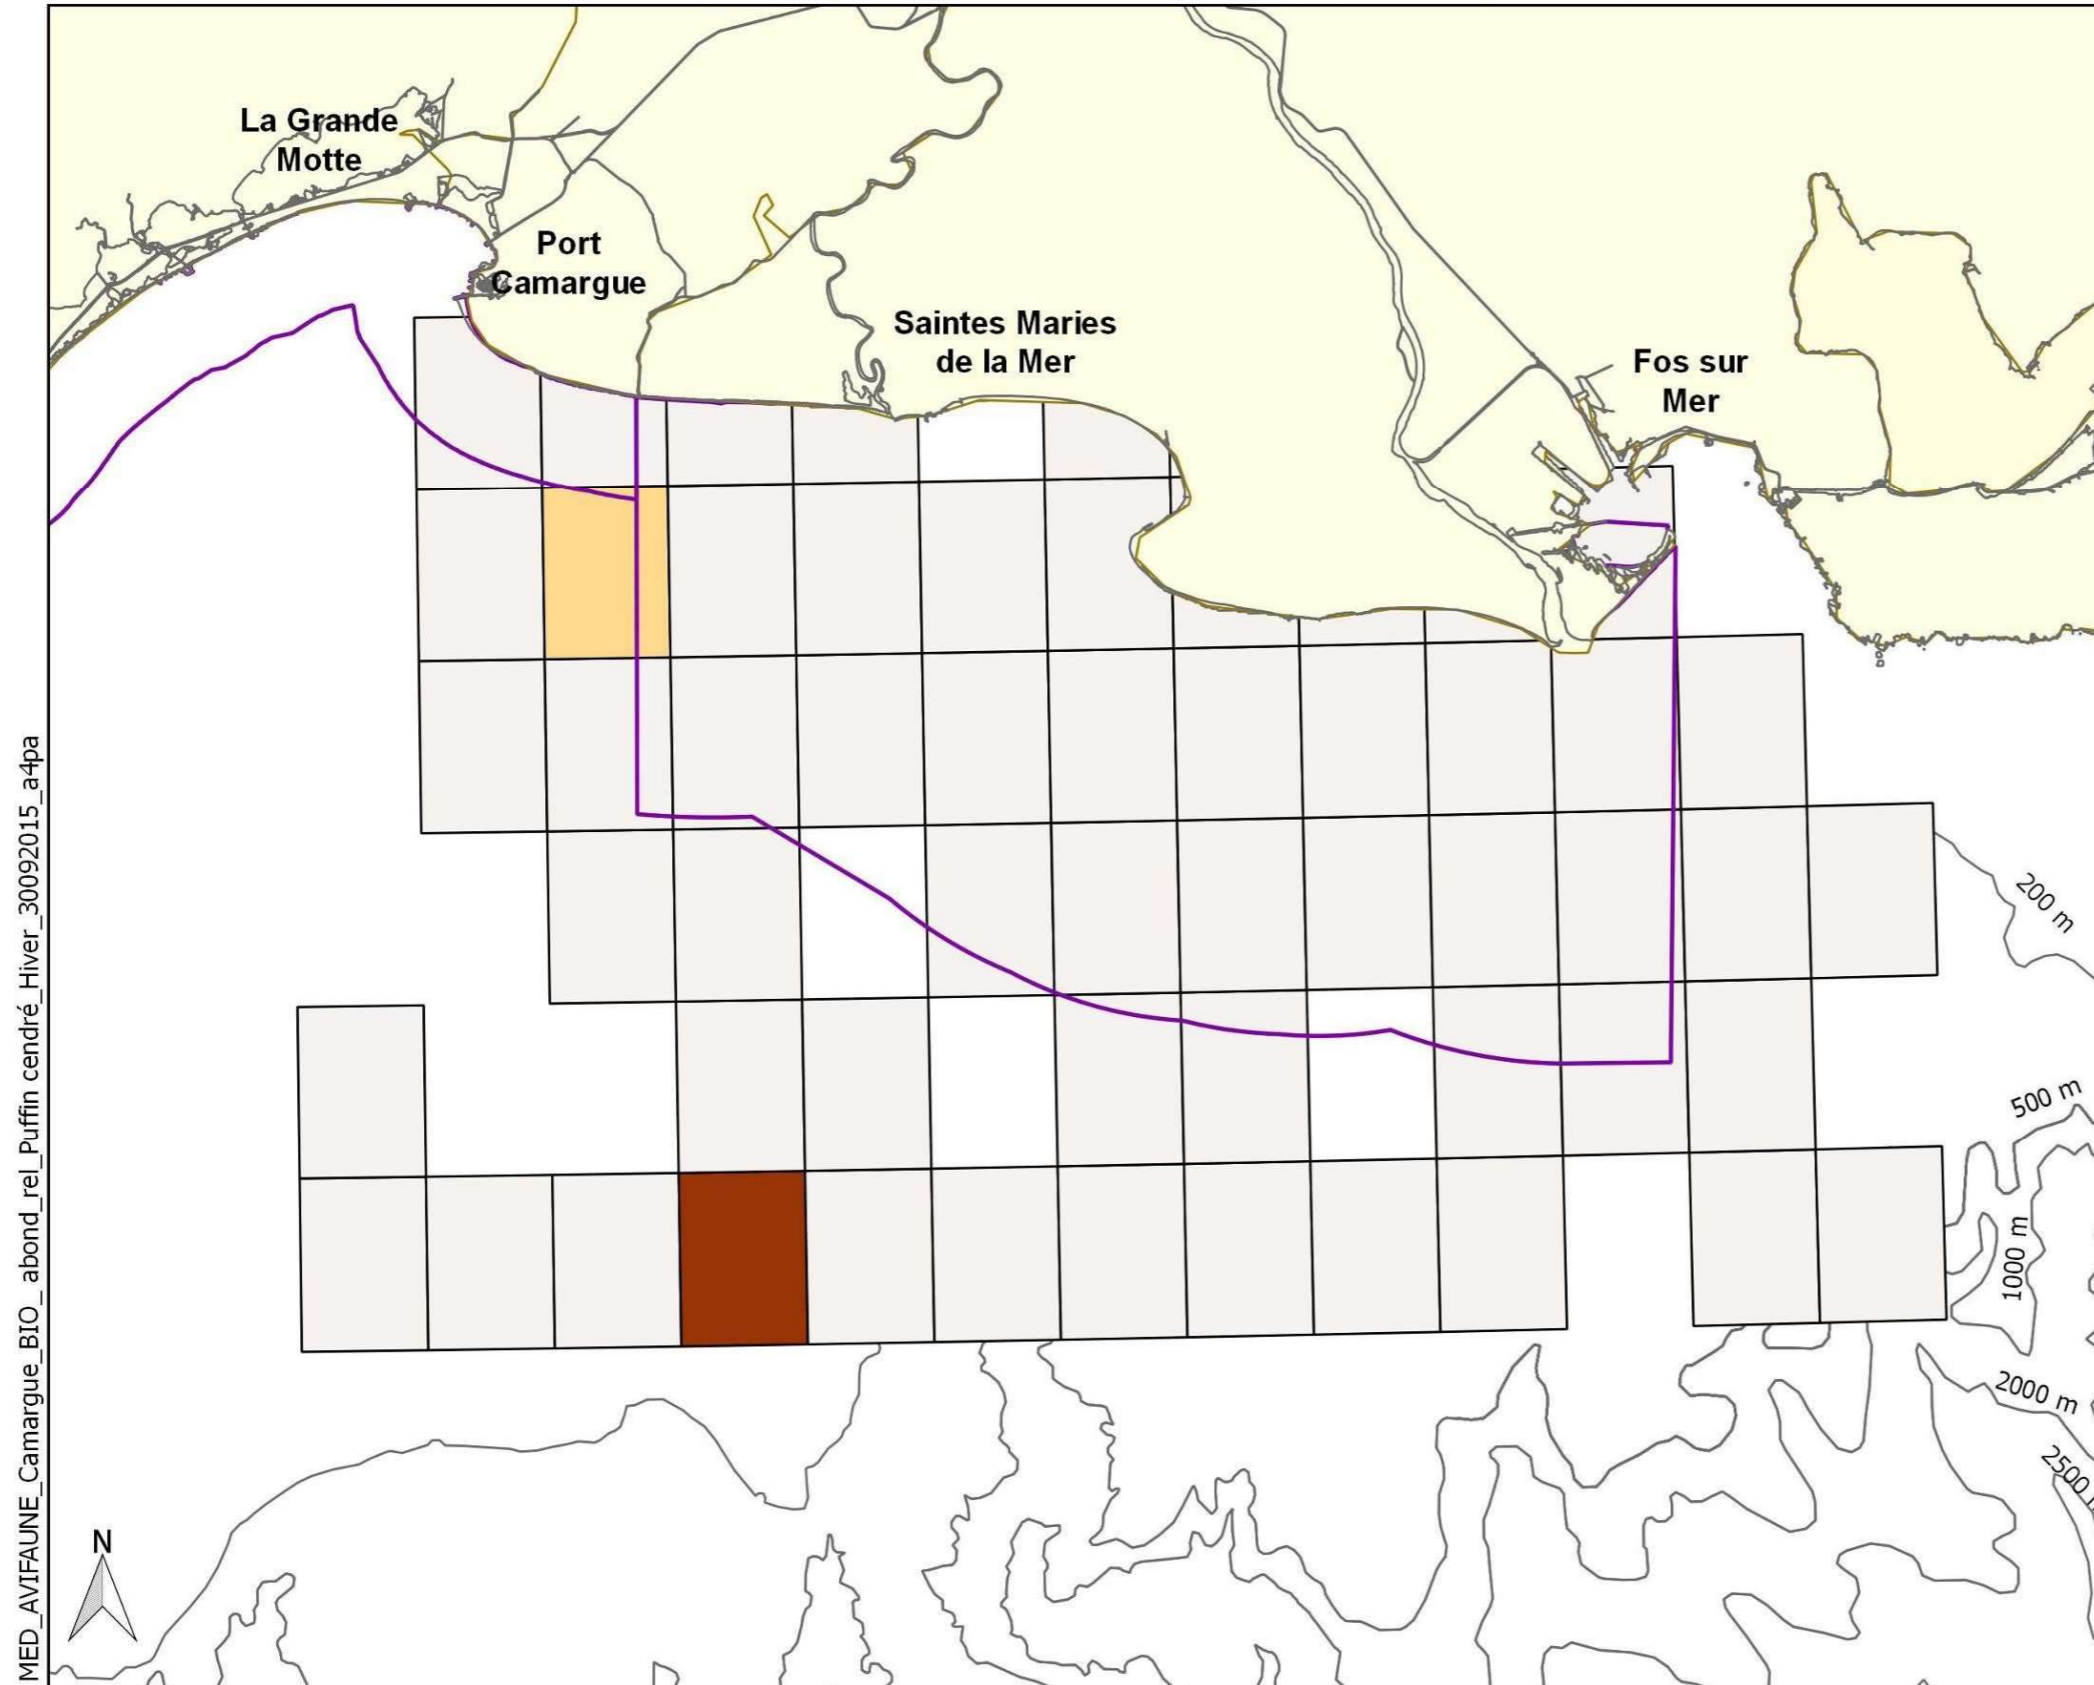 La Grande
Motte
Port
Camargue
Saintes Maries
de la Mer
Fos sur
Mer
200 m
500 m
1000 m
2000 m
2500 m
N
MED_AVIFAUNE_Camargue_BIO_ abond_rel_Puffin cendré_Hiver_30092015_a4pa